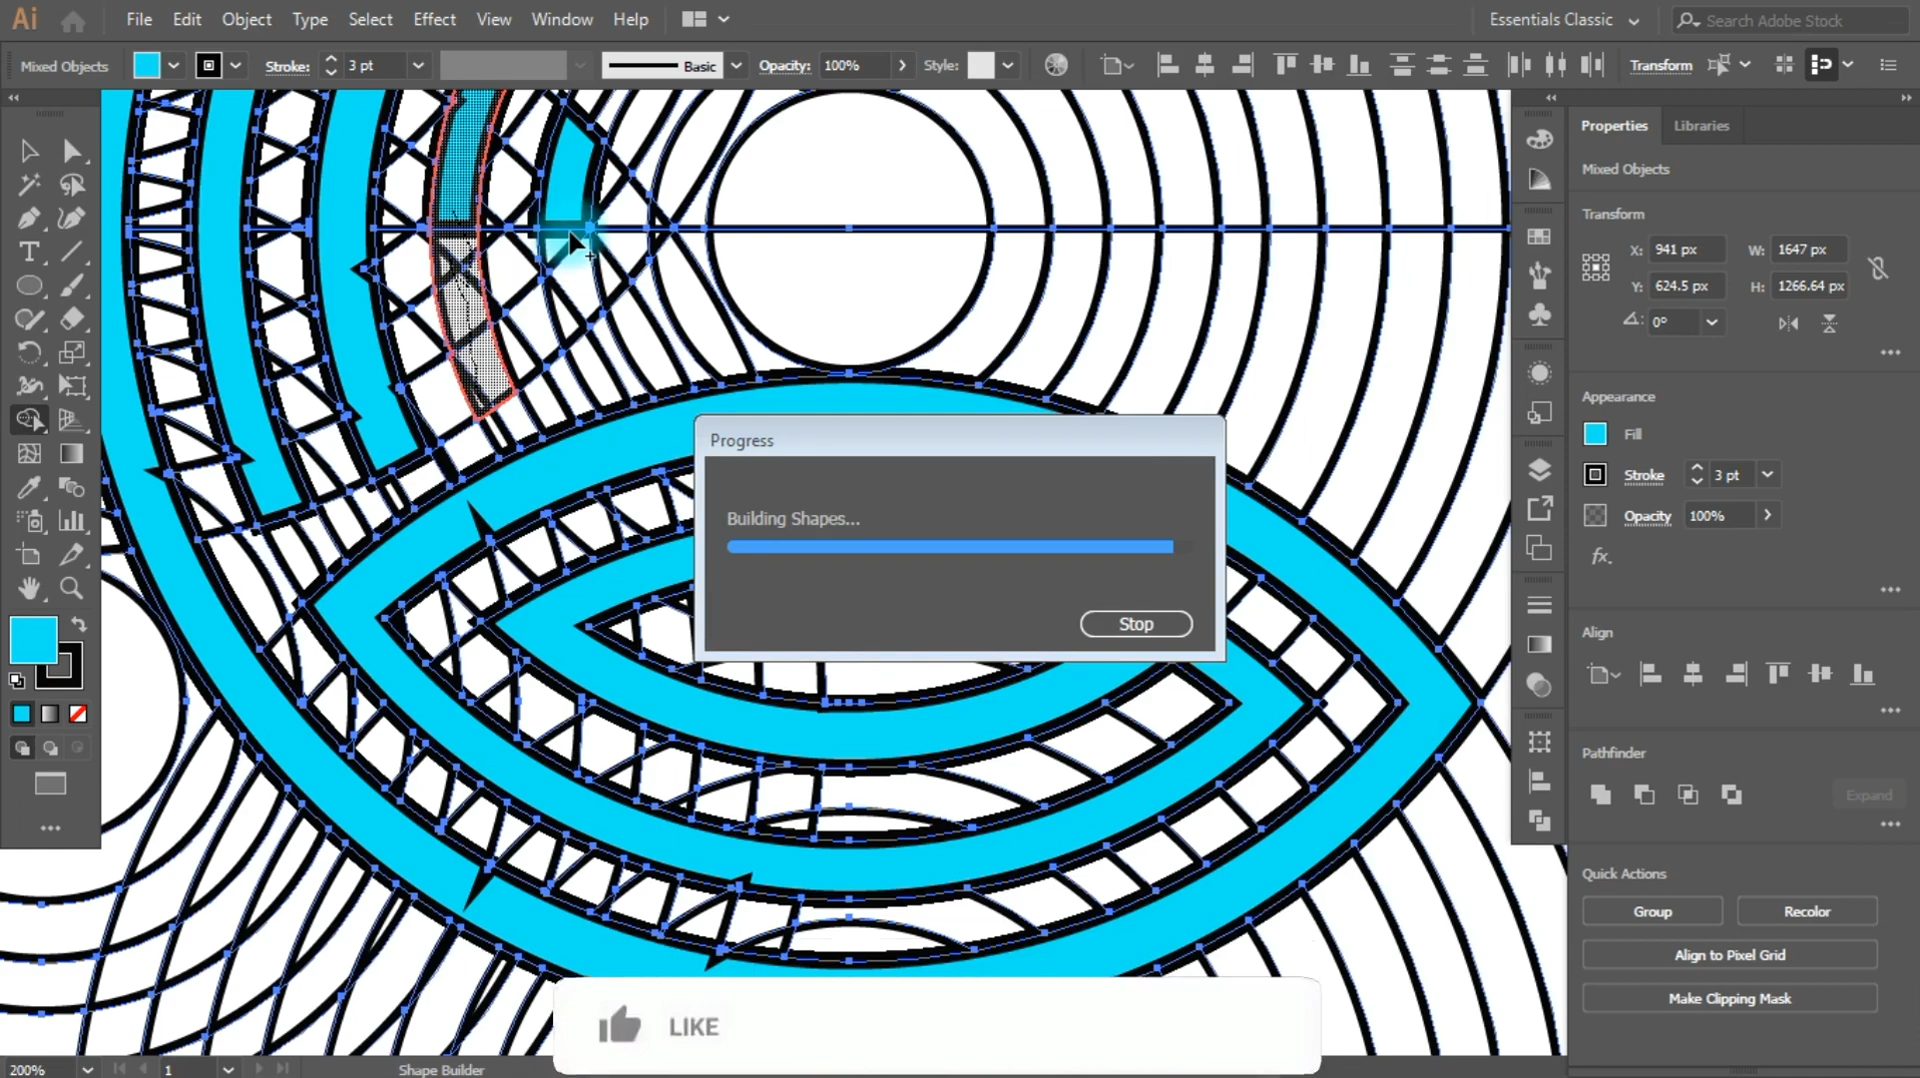 Ai File Edit Object Type Select Effect View Window Help Essentials Classic Search Adobe Stock
Mixed Objects Stroke: 3 pt Basic Opacity: 100% Style: Transform
Properties Libraries
Mixed Objects
Transform
X: 941 px W: 1647 px
Y: 624.5 px H: 1266.64 px
0°
Appearance
Fill
Stroke 3 pt
Opacity 100%
fx.
Align
Pathfinder
Expand
Quick Actions
Group Recolor
Align to Pixel Grid
Make Clipping Mask
Progress
Building Shapes...
Stop
LIKE
200% 1 Shape Builder